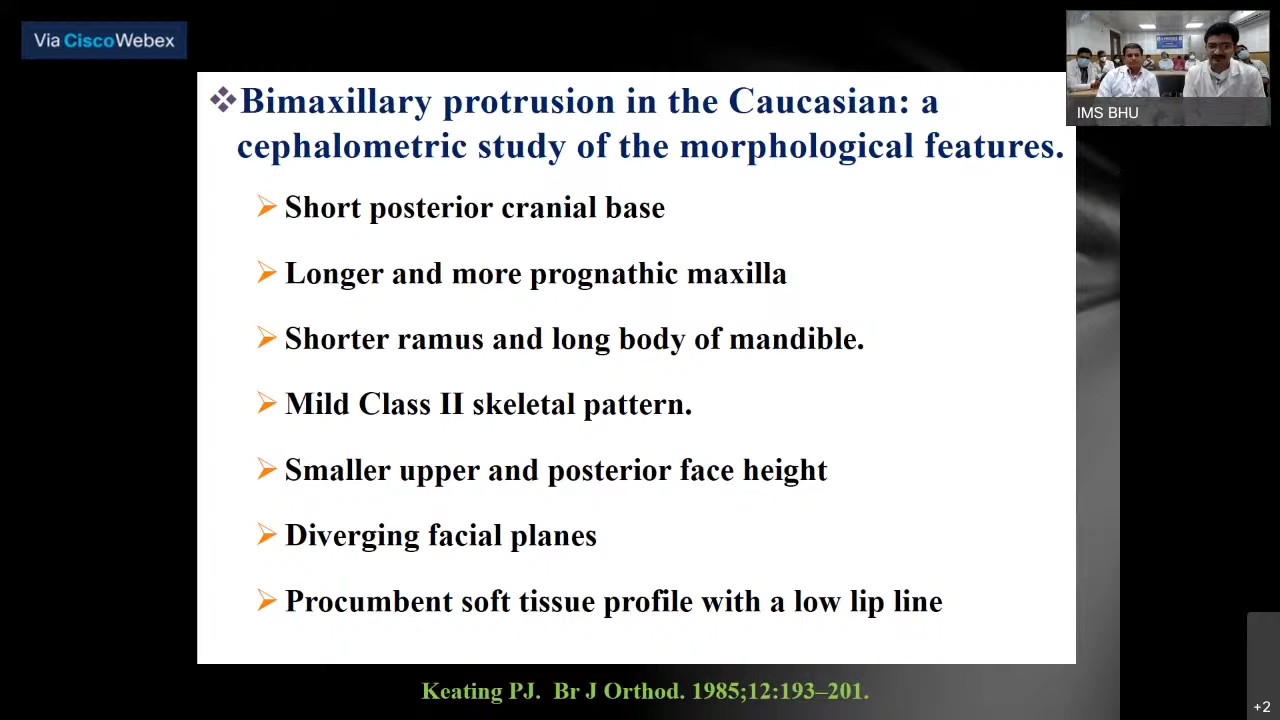 Via CiscoWebex
IMS BHU
❖Bimaxillary protrusion in the Caucasian: a
cephalometric study of the morphological features.
➢ Short posterior cranial base
➢ Longer and more prognathic maxilla
➢ Shorter ramus and long body of mandible.
➢ Mild Class II skeletal pattern.
➢ Smaller upper and posterior face height
➢ Diverging facial planes
➢ Procumbent soft tissue profile with a low lip line
Keating PJ. Br J Orthod. 1985;12:193–201.
+2